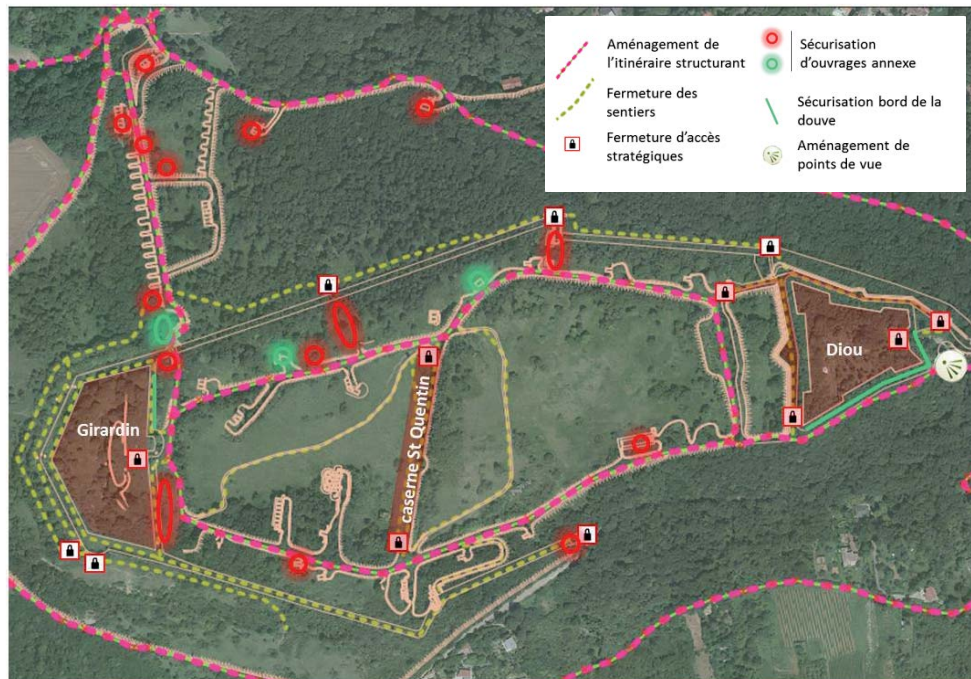 Aménagement de
l'itinéraire structurant
Fermeture des
sentiers
Fermeture d'accès
stratégiques
Sécurisation
d'ouvrages annexe
Sécurisation bord de la
douve
Aménagement de
points de vue
Girardin
caserne St Quentin
Diou